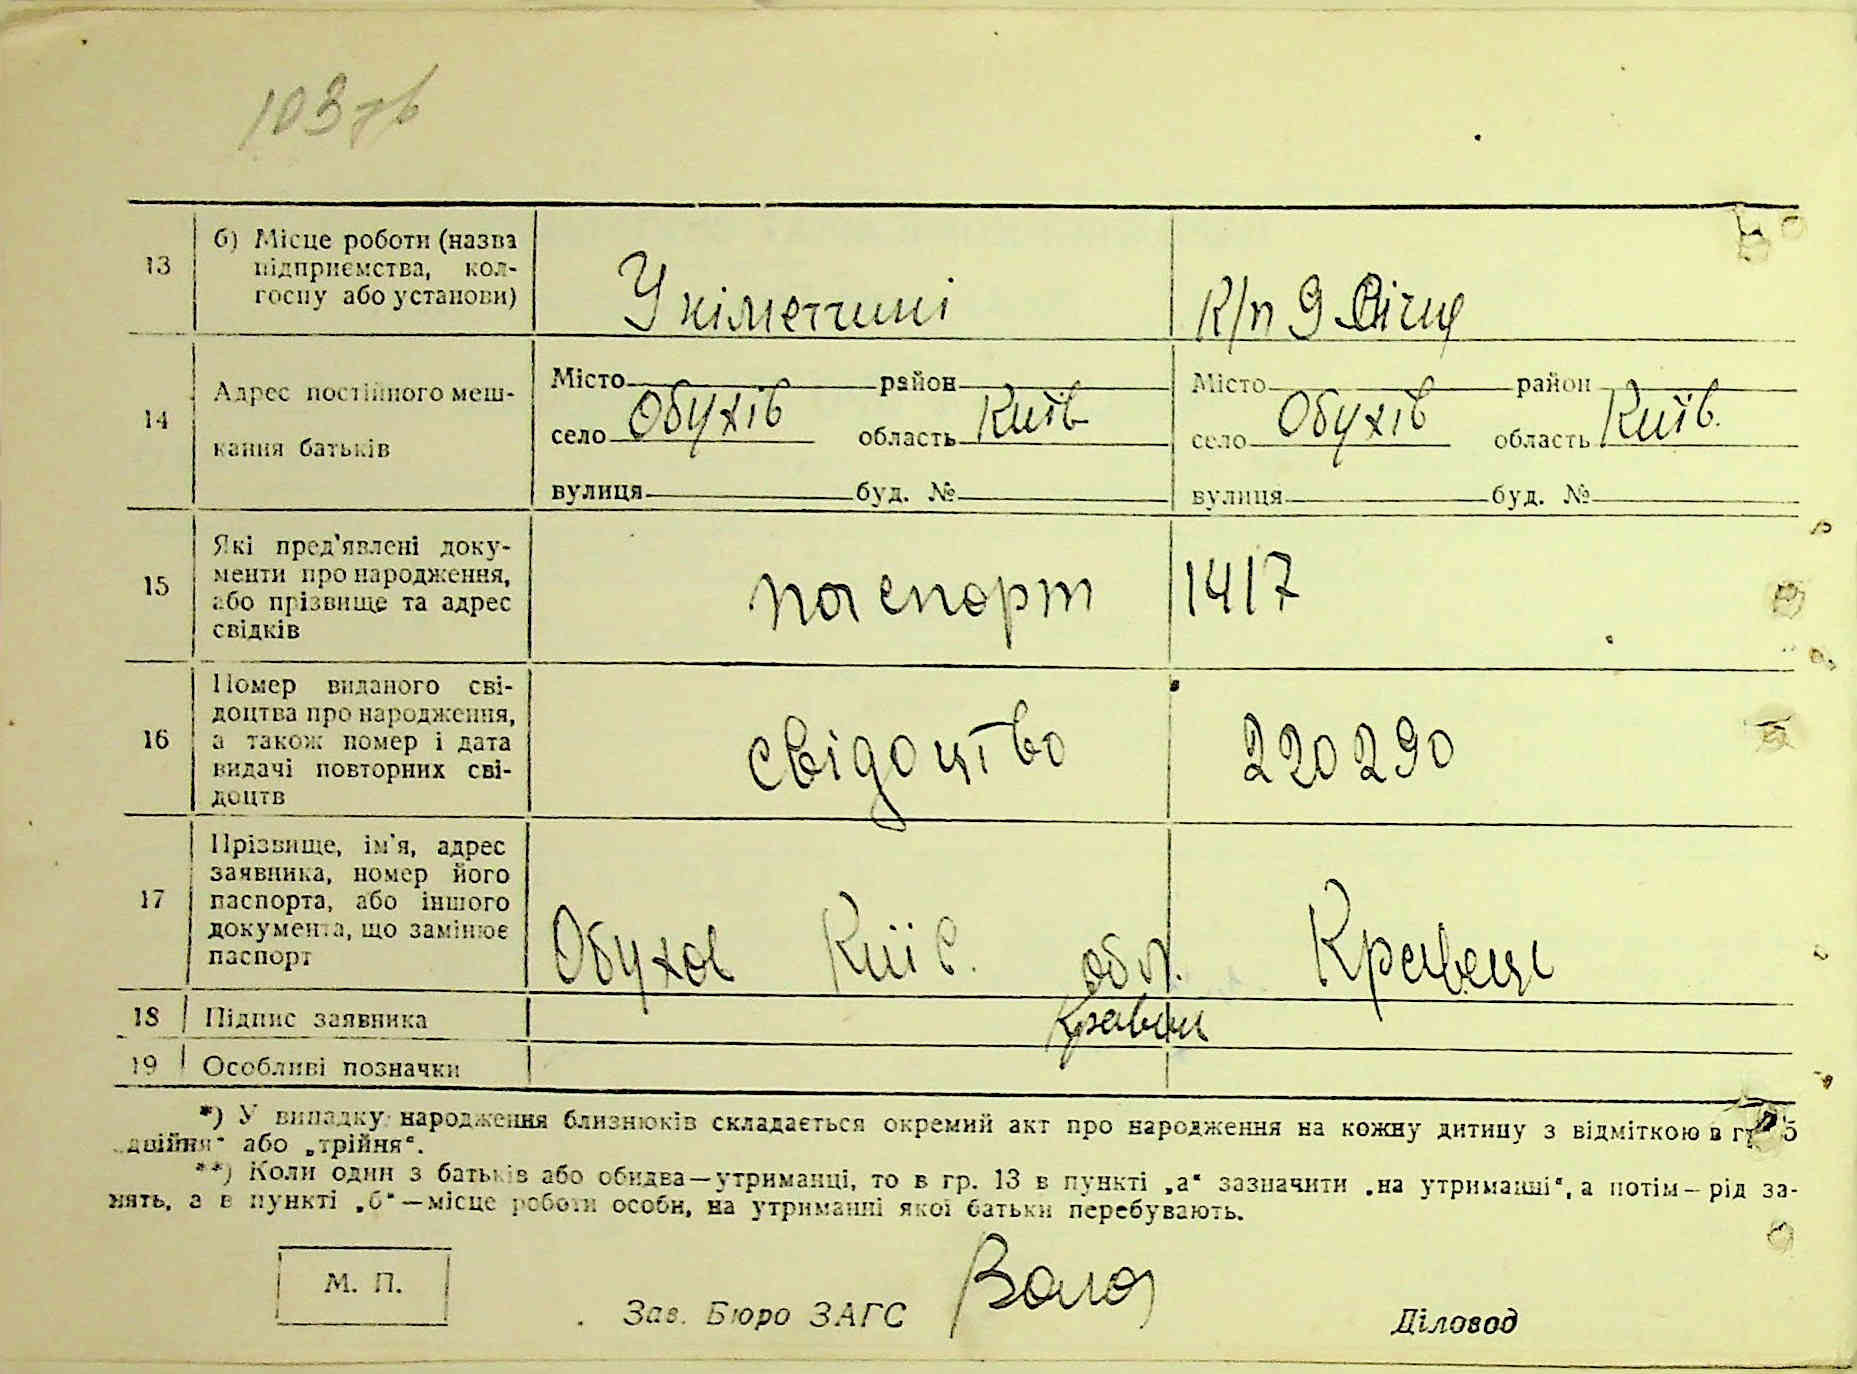 103 зв
13
б) Місце роботи (назва
підприємства, кол-
госпу або установи)
У німеччині
к/п 9 Січня
14
Адрес постійного меш-
кання батьків
Місто район
село Обухів область Київ
вулиця буд. №
Місто район
село Обухів область Київ.
вулиця буд. №
15
Які пред'явлені доку-
менти про народження,
або прізвище та адрес
свідків
паспорт 1417
16
Номер виданого сві-
доцтва про народження,
а також номер і дата
видачі повторних сві-
доцтв
свідоцтво 220290
17
Прізвище, ім'я, адрес
заявника, номер його
паспорта, або іншого
документа, що замінює
паспорт
Обухов Київ. обл. Кравець
18 Підпис заявника
Кравец
19 Особливі позначки
*) У випадку народження близнюків складається окремий акт про народження на кожну дитину з відміткою в гр. 5
„двійня“ або „трійня“.
**) Коли один з батьків або обидва—утриманці, то в гр. 13 в пункті „а“ зазначити „на утриманні“, а потім—рід за-
нять, а в пункті „б“—місце роботи особи, на утриманні якої батьки перебувають.
М. П.
Зав. Бюро ЗАГС
Діловод